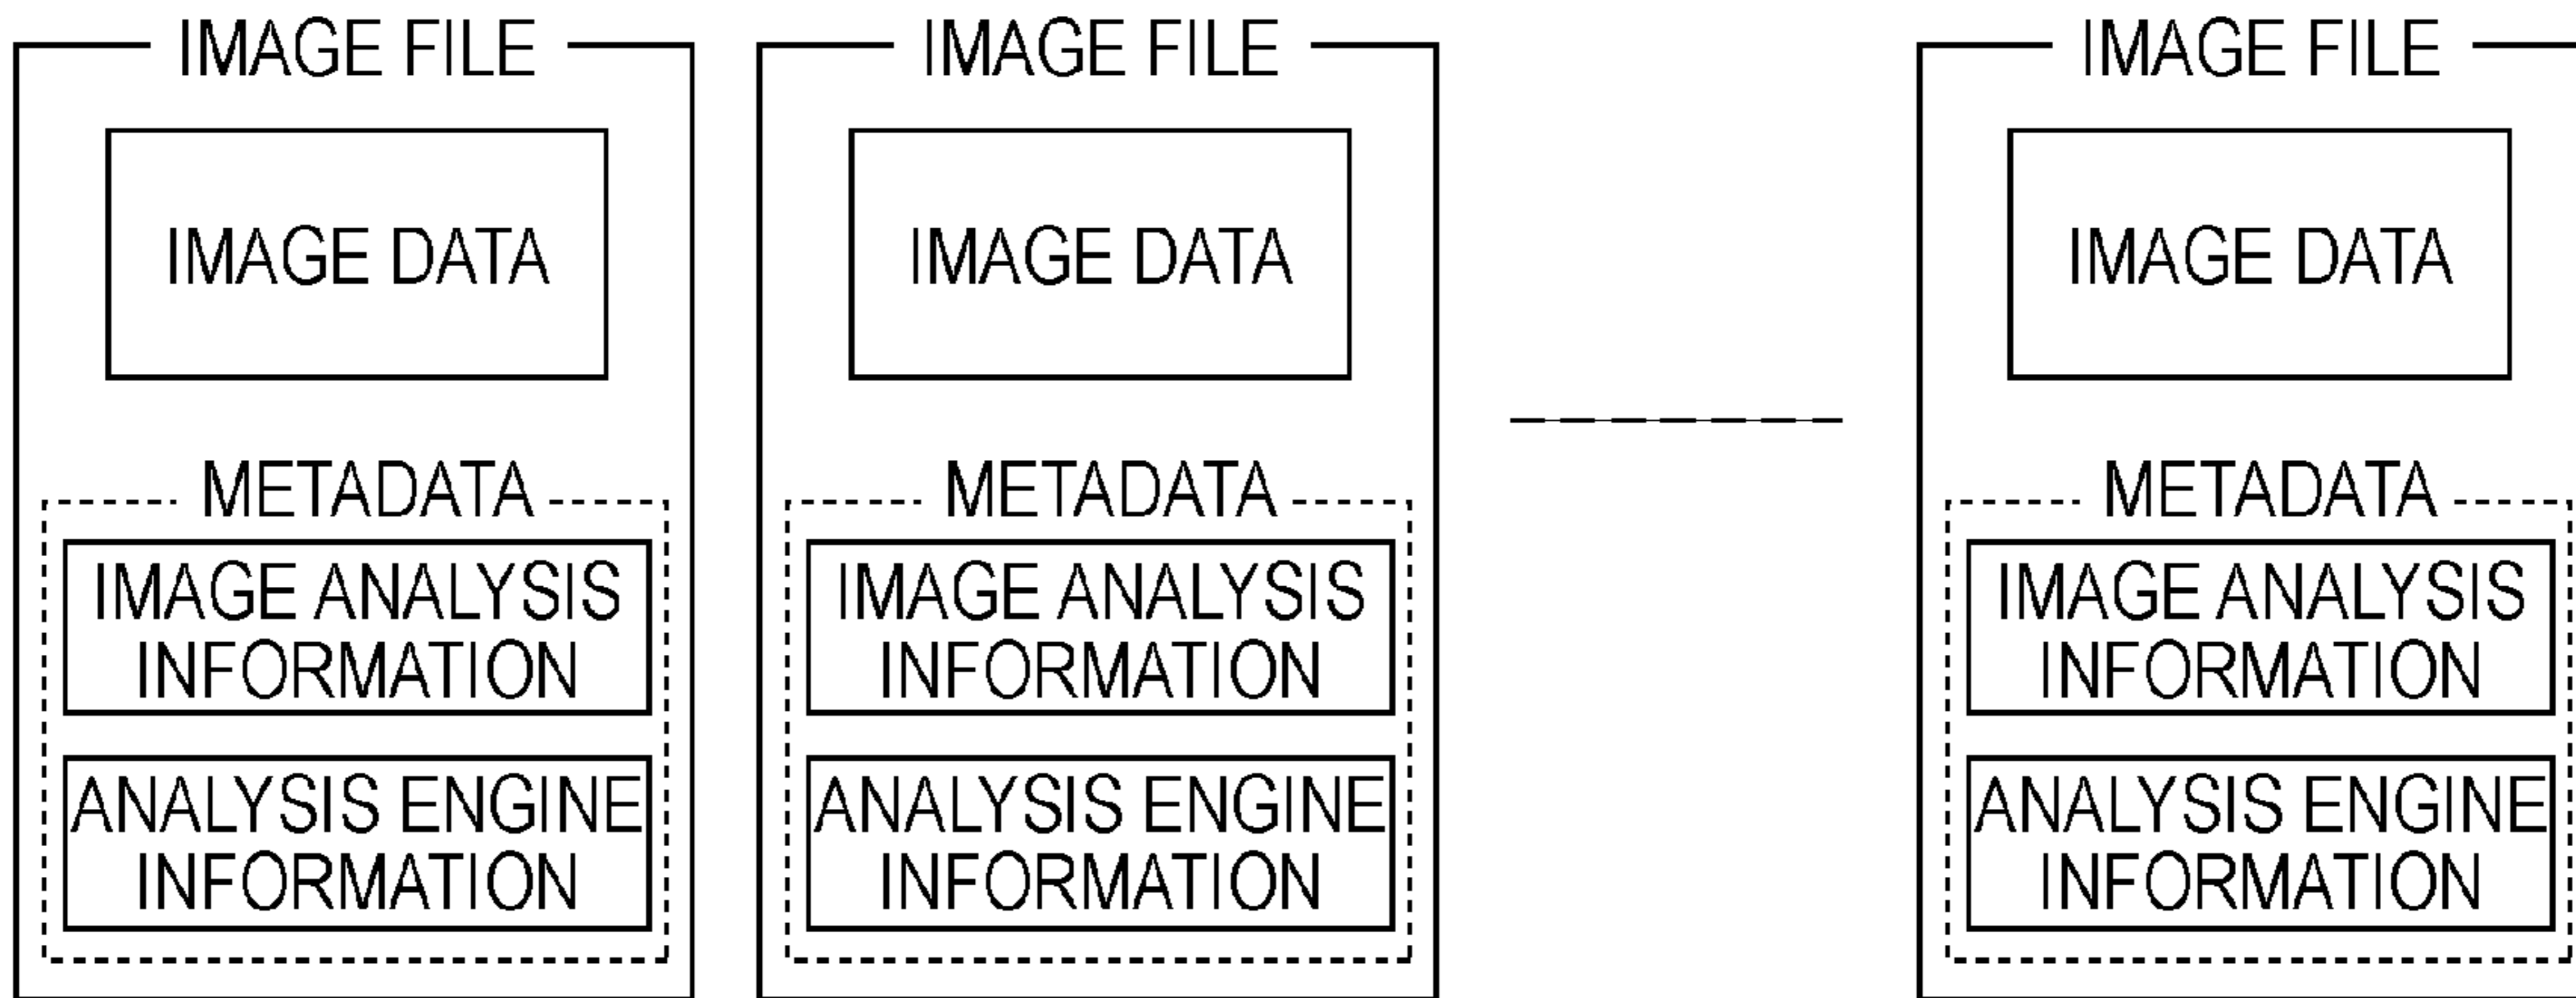 IMAGE FILE
IMAGE DATA
METADATA
IMAGE ANALYSIS
INFORMATION
ANALYSIS ENGINE
INFORMATION
IMAGE FILE
IMAGE DATA
METADATA
IMAGE ANALYSIS
INFORMATION
ANALYSIS ENGINE
INFORMATION
IMAGE FILE
IMAGE DATA
METADATA
IMAGE ANALYSIS
INFORMATION
ANALYSIS ENGINE
INFORMATION